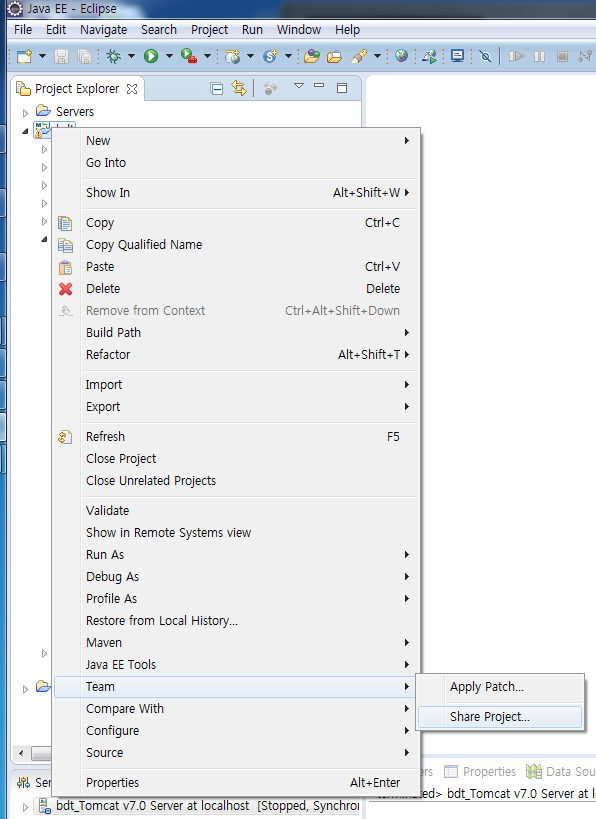 Java EE - Eclipse
File Edit Navigate Search Project Run Window Help
Project Explorer
Servers
New
Go Into
Show In Alt+Shift+W
Copy Ctrl+C
Copy Qualified Name
Paste Ctrl+V
Delete Delete
Remove from Context Ctrl+Alt+Shift+Down
Build Path
Refactor Alt+Shift+T
Import
Export
Refresh F5
Close Project
Close Unrelated Projects
Validate
Show in Remote Systems view
Run As
Debug As
Profile As
Restore from Local History...
Maven
Java EE Tools
Team
Apply Patch...
Compare With
Share Project...
Configure
Source
Properties Alt+Enter
Ser
ers Properties Data Sou
bdt_Tomcat v7.0 Server at localhost [Stopped, Synchro
bdt_Tomcat v7.0 Server at l